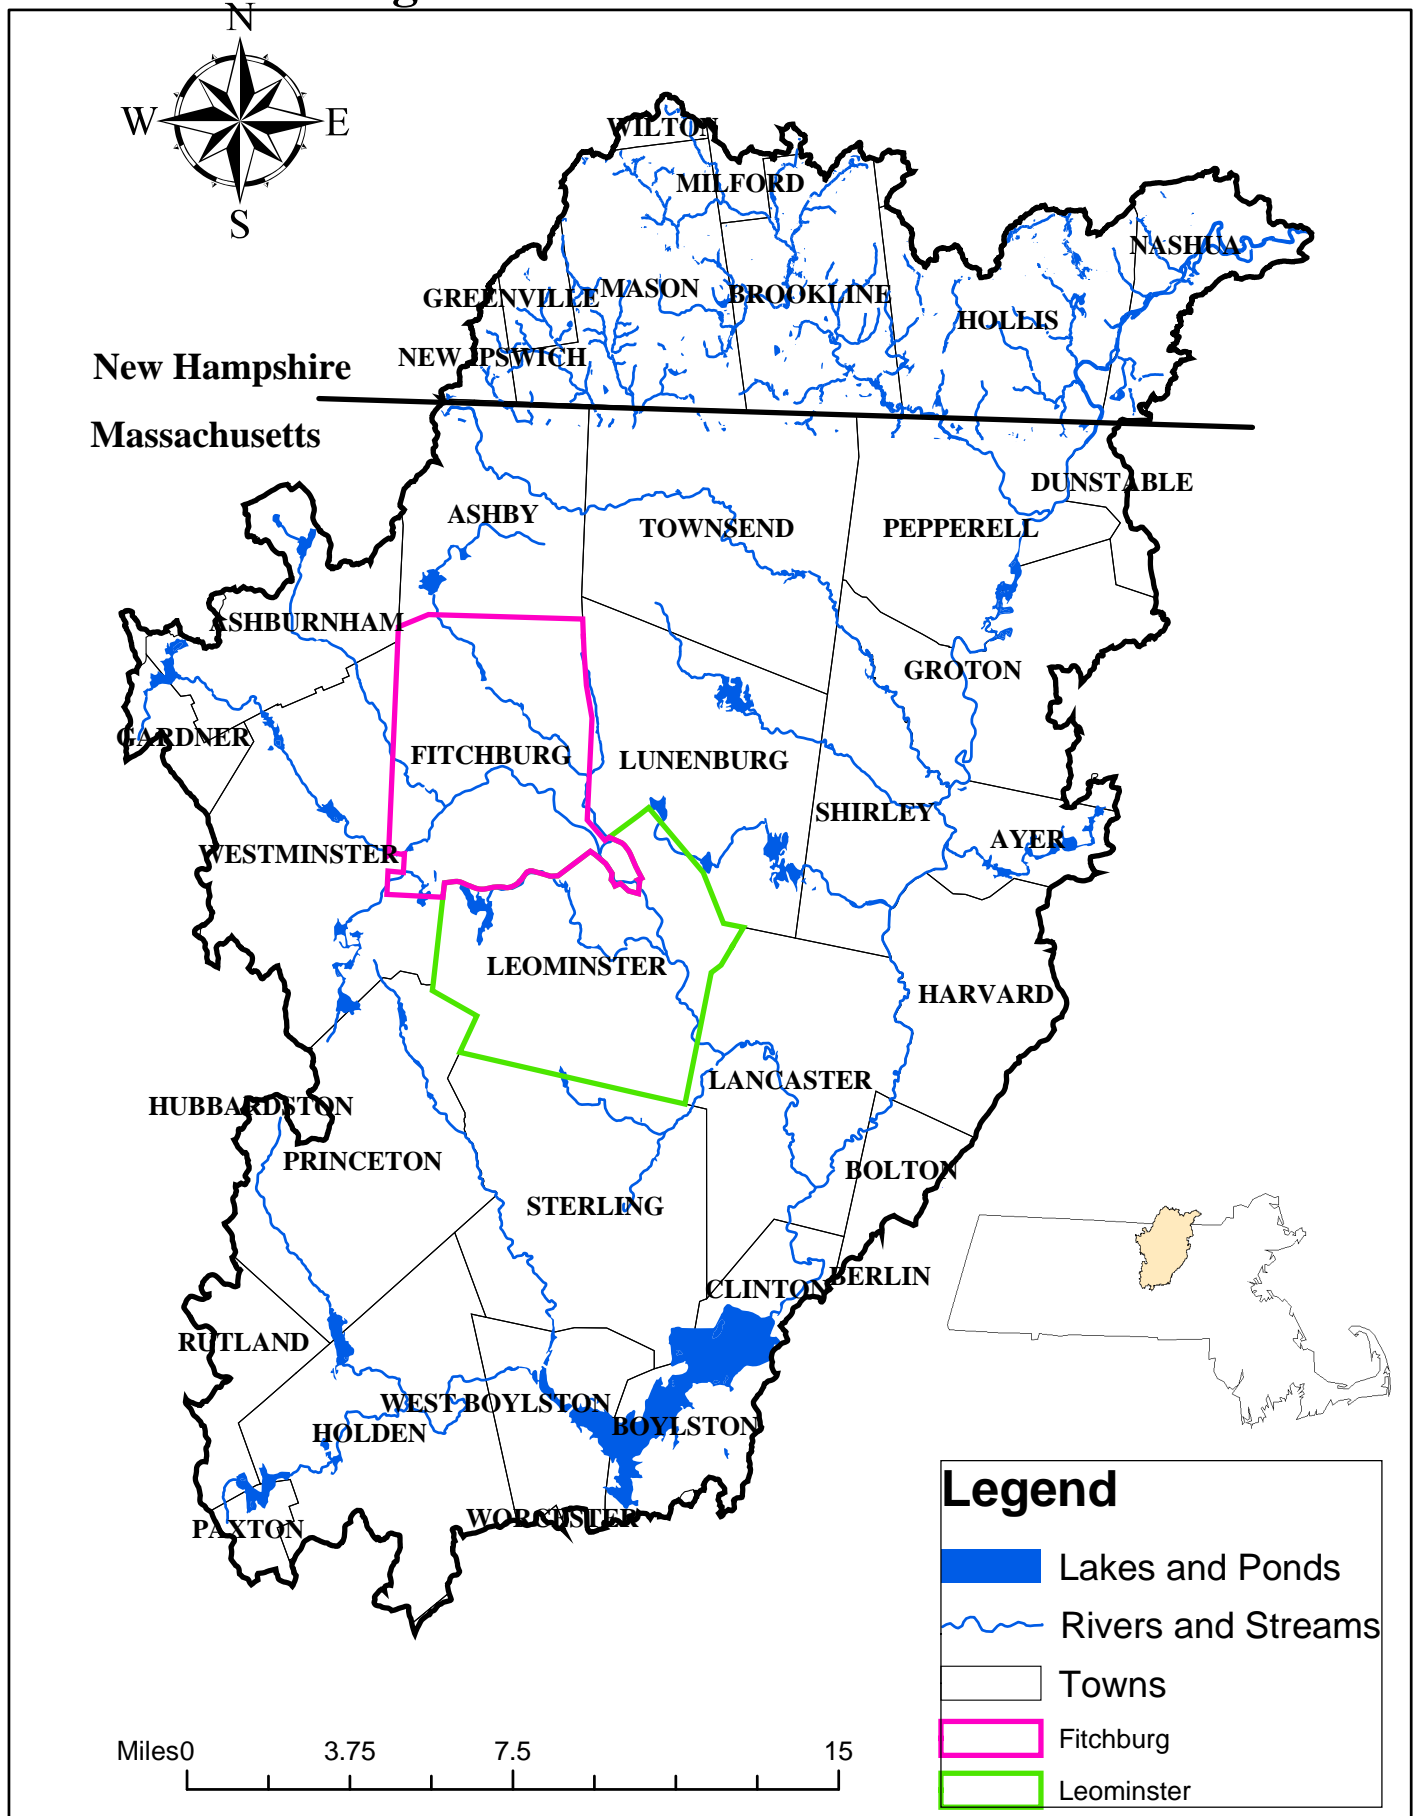 N
W
E
S
WILTON
MILFORD
NASHUA
GREENVILLE
MASON
BROOKLINE
HOLLIS
NEW IPSWICH
New Hampshire
Massachusetts
DUNSTABLE
ASHBY
TOWNSEND
PEPPERELL
ASHBURNHAM
GROTON
GARDNER
FITCHBURG
LUNENBURG
SHIRLEY
AYER
WESTMINSTER
LEOMINSTER
HARVARD
LANCASTER
HUBBARDSTON
PRINCETON
BOLTON
STERLING
CLINTON
BERLIN
RUTLAND
WEST BOYLSTON
BOYLSTON
HOLDEN
WORCESTER
PAXTON
Legend
Lakes and Ponds
Rivers and Streams
Towns
Fitchburg
Leominster
Miles0 3.75 7.5 15